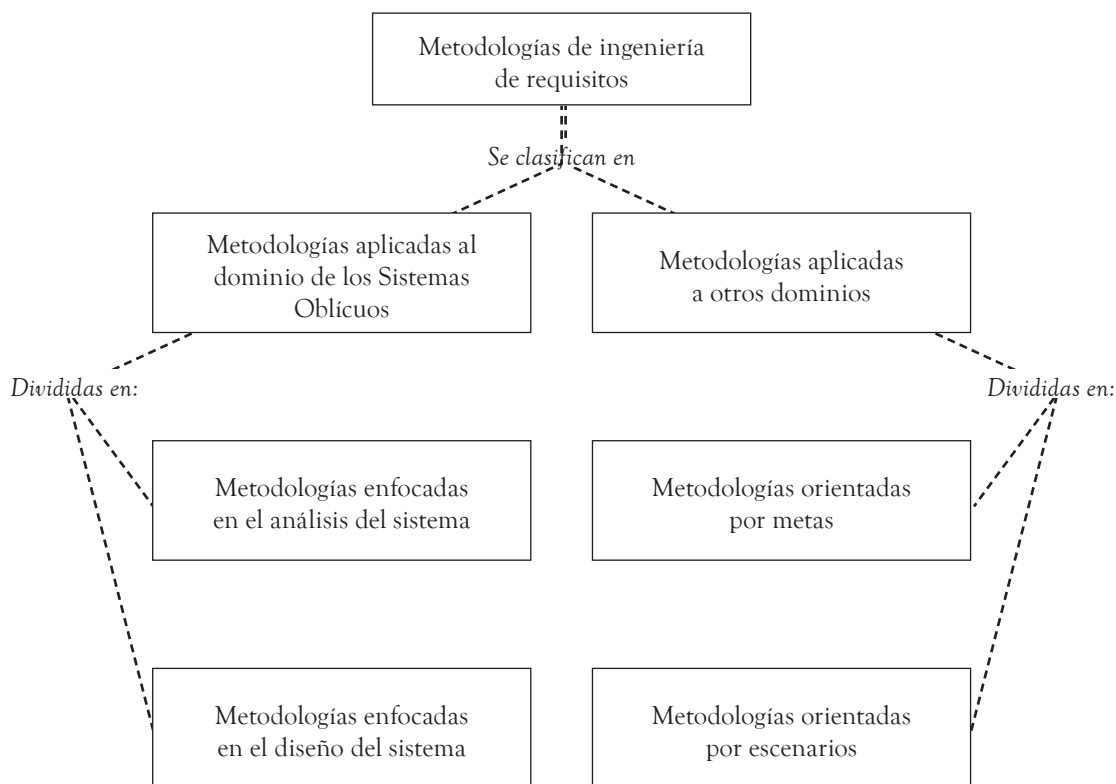 Metodologías de ingeniería
de requisitos
Se clasifican en
Metodologías aplicadas al
dominio de los Sistemas
Oblícuos
Metodologías aplicadas
a otros dominios
Divididas en:
Divididas en:
Metodologías enfocadas
en el análisis del sistema
Metodologías orientadas
por metas
Metodologías enfocadas
en el diseño del sistema
Metodologías orientadas
por escenarios